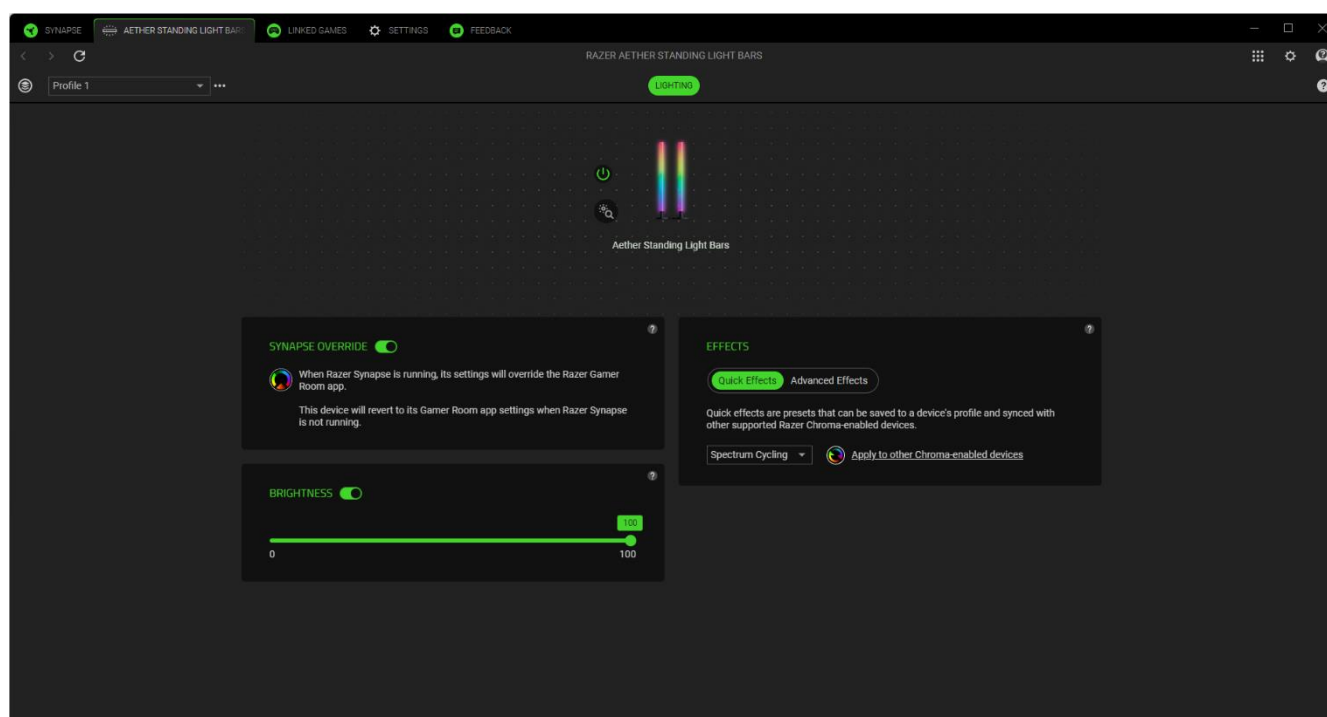 SYNAPSE
AETHER STANDING LIGHT BARS
LINKED GAMES
SETTINGS
FEEDBACK
RAZER AETHER STANDING LIGHT BARS
Profile 1
LIGHTING
Aether Standing Light Bars
SYNAPSE OVERRIDE
When Razer Synapse is running, its settings will override the Razer Gamer
Room app.
This device will revert to its Gamer Room app settings when Razer Synapse
is not running.
BRIGHTNESS
100
0
100
EFFECTS
Quick Effects
Advanced Effects
Quick effects are presets that can be saved to a device's profile and synced with
other supported Razer Chroma-enabled devices.
Spectrum Cycling
Apply to other Chroma-enabled devices